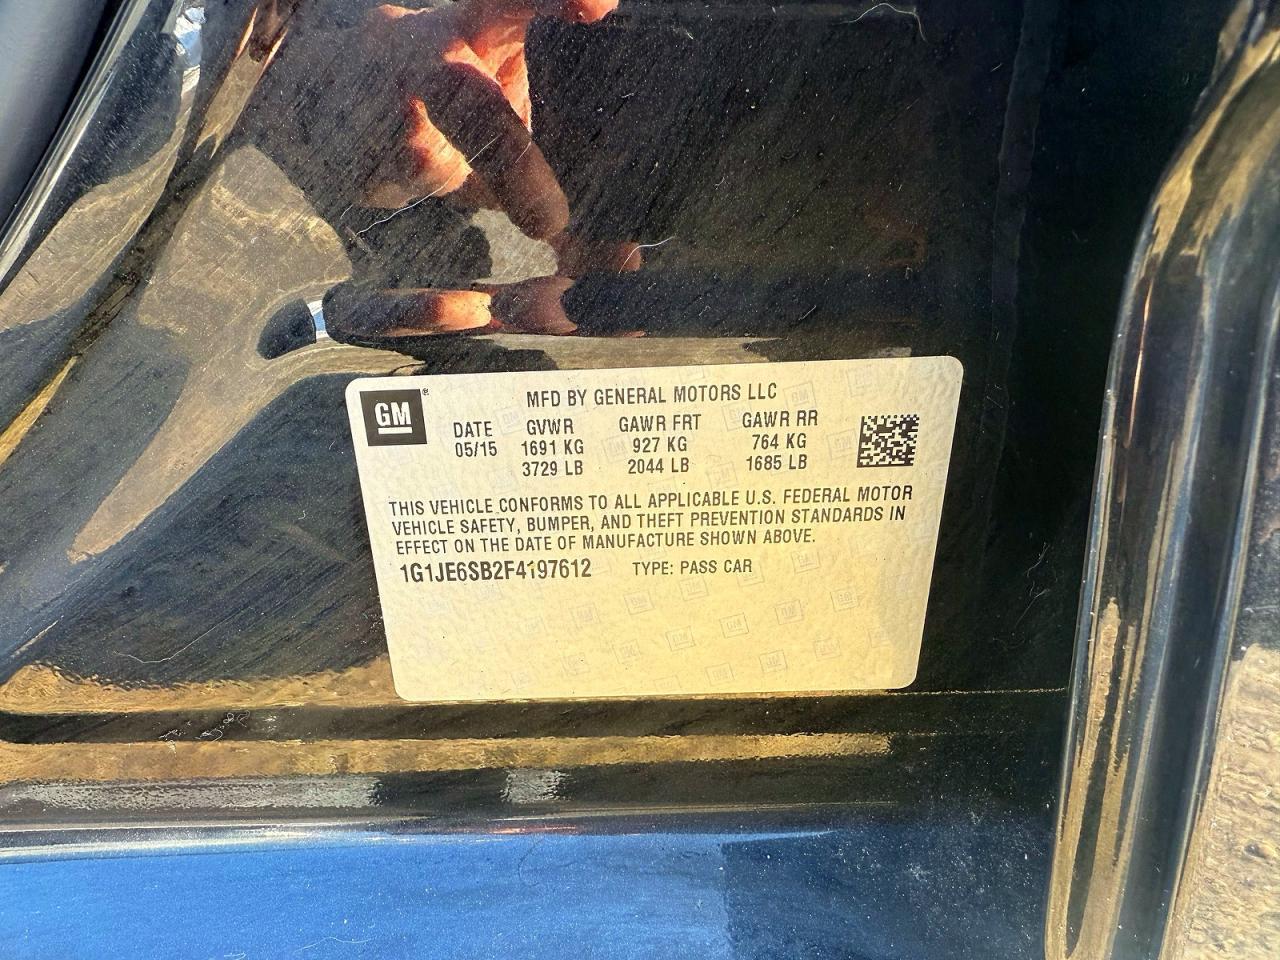 GM ®
MFD BY GENERAL MOTORS LLC
DATE GVWR GAWR FRT GAWR RR
05/15 1691 KG 927 KG 764 KG
3729 LB 2044 LB 1685 LB
THIS VEHICLE CONFORMS TO ALL APPLICABLE U.S. FEDERAL MOTOR
VEHICLE SAFETY, BUMPER, AND THEFT PREVENTION STANDARDS IN
EFFECT ON THE DATE OF MANUFACTURE SHOWN ABOVE.
1G1JE6SB2F4197612 TYPE: PASS CAR